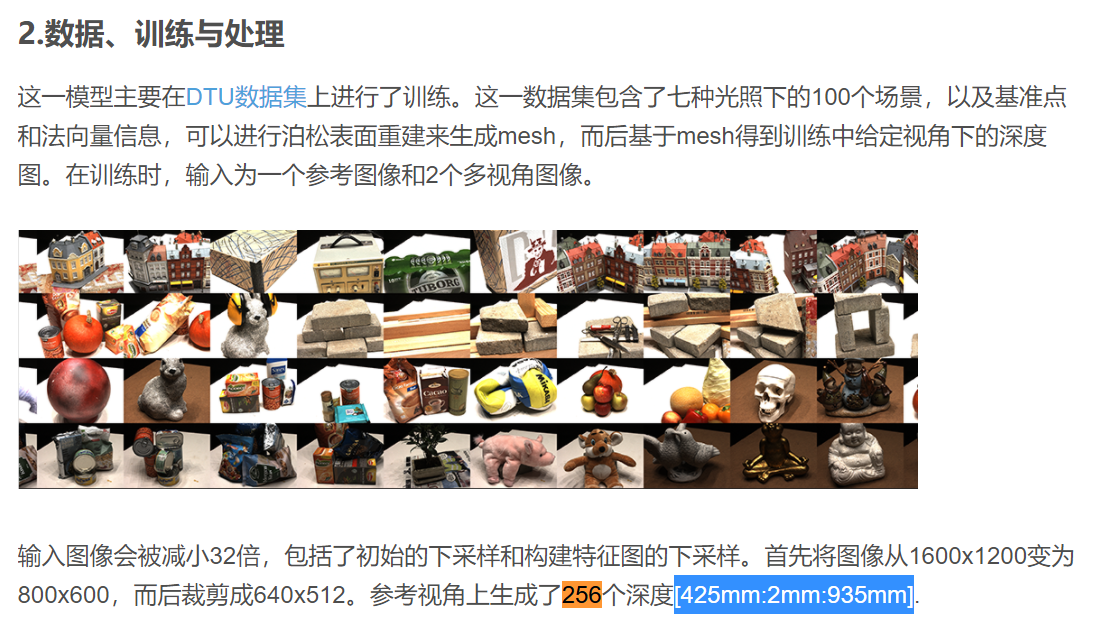 2.数据、训练与处理
这一模型主要在DTU数据集上进行了训练。这一数据集包含了七种光照下的100个场景，以及基准点
和法向量信息，可以进行泊松表面重建来生成mesh，而后基于mesh得到训练中给定视角下的深度
图。在训练时，输入为一个参考图像和2个多视角图像。
UBORG
MIKASA
Cacao
输入图像会被减小32倍，包括了初始的下采样和构建特征图的下采样。首先将图像从1600x1200变为
800x600，而后裁剪成640x512。参考视角上生成了256个深度[425mm:2mm:935mm].